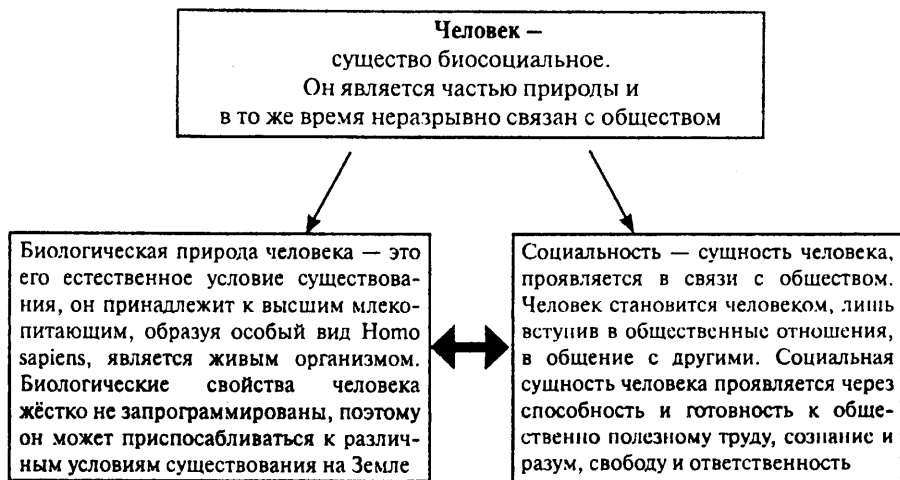 Человек —
существо биосоциальное.
Он является частью природы и
в то же время неразрывно связан с обществом
Биологическая природа человека — это
его естественное условие существова-
ния, он принадлежит к высшим млеко-
питающим, образуя особый вид Homo
sapiens, является живым организмом.
Биологические свойства человека
жёстко не запрограммированы, поэтому
он может приспосабливаться к различ-
ным условиям существования на Земле
Социальность — сущность человека,
проявляется в связи с обществом.
Человек становится человеком, лишь
вступив в общественные отношения,
в общение с другими. Социальная
сущность человека проявляется через
способность и готовность к обще-
ственно полезному труду, сознание и
разум, свободу и ответственность